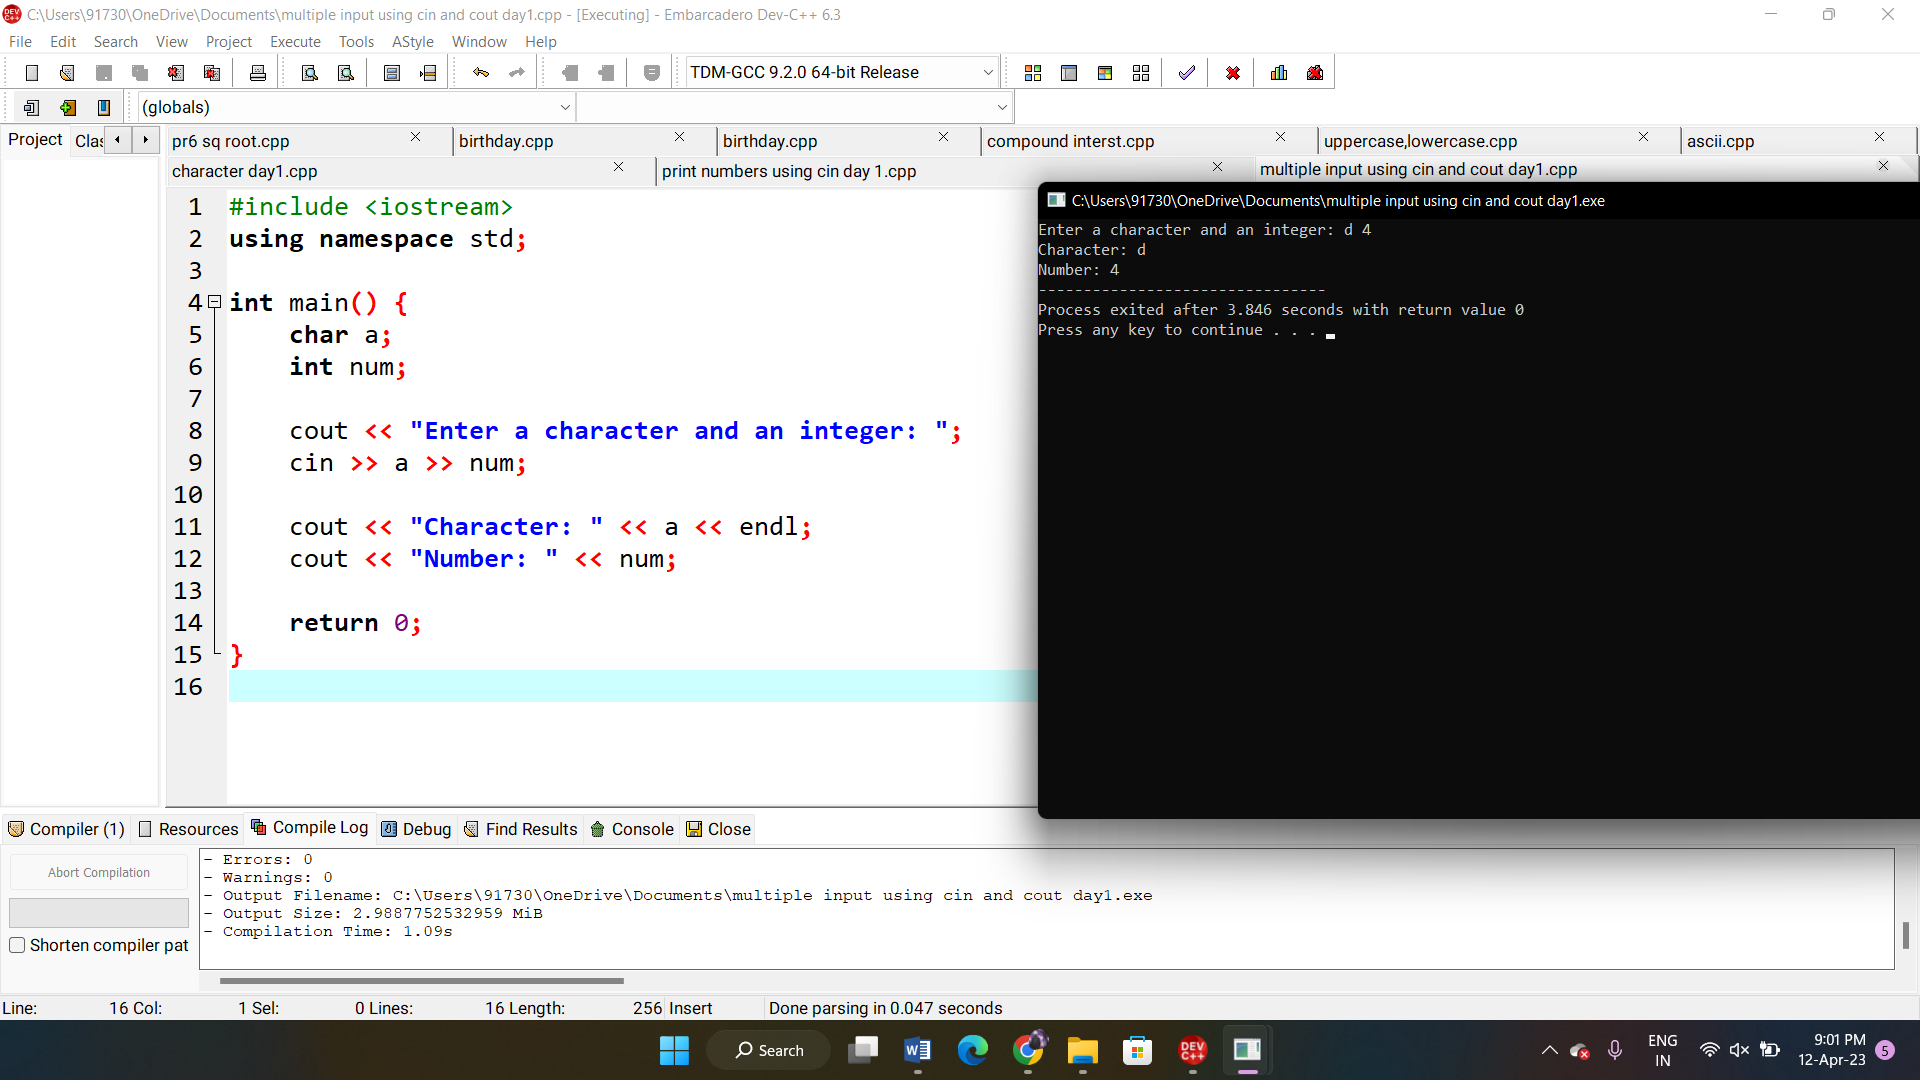 C:\Users\91730\OneDrive\Documents\multiple input using cin and cout day1.cpp - [Executing] - Embarcadero Dev-C++ 6.3
File Edit Search View Project Execute Tools AStyle Window Help
TDM-GCC 9.2.0 64-bit Release
(globals)
Project Clas
pr6 sq root.cpp birthday.cpp birthday.cpp compound interst.cpp uppercase,lowercase.cpp ascii.cpp
character day1.cpp print numbers using cin day 1.cpp multiple input using cin and cout day1.cpp
1 #include <iostream>
2 using namespace std;
3
4 int main() {
5 char a;
6 int num;
7
8 cout << "Enter a character and an integer: ";
9 cin >> a >> num;
10
11 cout << "Character: " << a << endl;
12 cout << "Number: " << num;
13
14 return 0;
15 }
16
C:\Users\91730\OneDrive\Documents\multiple input using cin and cout day1.exe
Enter a character and an integer: d 4
Character: d
Number: 4
--------------------------------
Process exited after 3.846 seconds with return value 0
Press any key to continue . . .
Compiler (1) Resources Compile Log Debug Find Results Console Close
Abort Compilation
Shorten compiler pat
- Errors: 0
- Warnings: 0
- Output Filename: C:\Users\91730\OneDrive\Documents\multiple input using cin and cout day1.exe
- Output Size: 2.9887752532959 MiB
- Compilation Time: 1.09s
Line: 16 Col: 1 Sel: 0 Lines: 16 Length: 256 Insert Done parsing in 0.047 seconds
Search
DEV C++
ENG
IN
9:01 PM
12-Apr-23
5